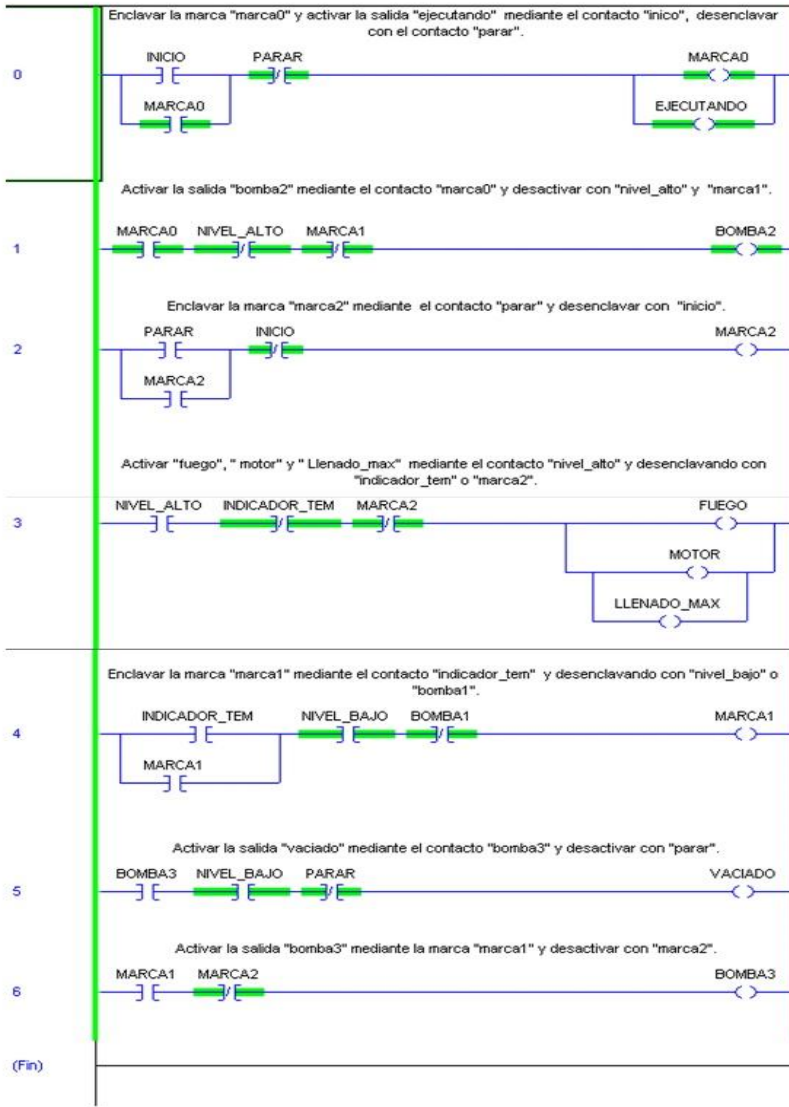 Enclavar la marca "marca0" y activar la salida "ejecutando" mediante el contacto "inico", desenclavar
con el contacto "parar".
INICIO PARAR MARCA0
0
MARCA0 EJECUTANDO
Activar la salida "bomba2" mediante el contacto "marca0" y desactivar con "nivel_alto" y "marca1".
MARCA0 NIVEL_ALTO MARCA1 BOMBA2
1
Enclavar la marca "marca2" mediante el contacto "parar" y desenclavar con "inicio".
PARAR INICIO MARCA2
2
MARCA2
Activar "fuego", " motor" y " Llenado_max" mediante el contacto "nivel_alto" y desenclavando con
"indicador_tem" o "marca2".
NIVEL_ALTO INDICADOR_TEM MARCA2 FUEGO
3
MOTOR
LLENADO_MAX
Enclavar la marca "marca1" mediante el contacto "indicador_tem" y desenclavando con "nivel_bajo" o
"bomba1".
INDICADOR_TEM NIVEL_BAJO BOMBA1 MARCA1
4
MARCA1
Activar la salida "vaciado" mediante el contacto "bomba3" y desactivar con "parar".
BOMBA3 NIVEL_BAJO PARAR VACIADO
5
Activar la salida "bomba3" mediante la marca "marca1" y desactivar con "marca2".
MARCA1 MARCA2 BOMBA3
6
(Fin)